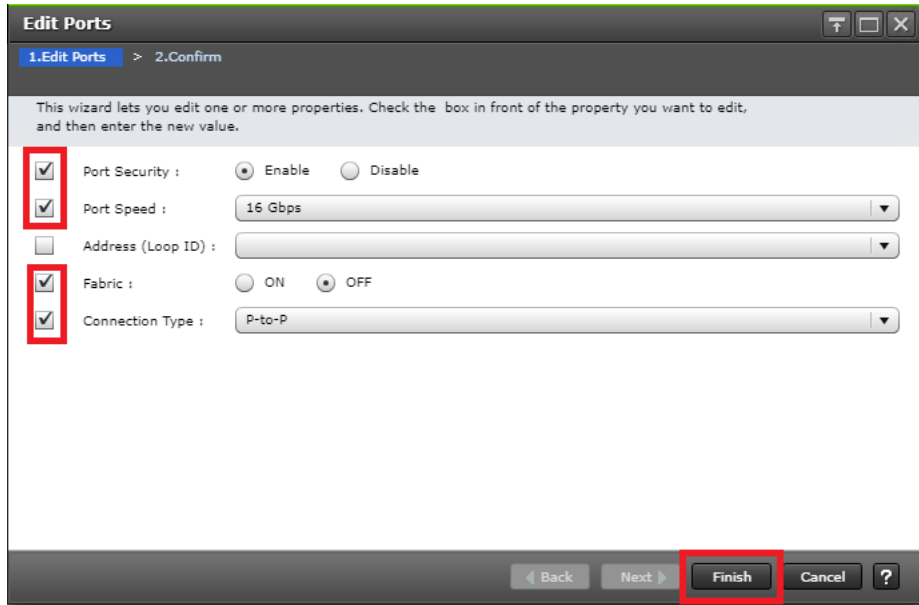 Edit Ports
1.Edit Ports > 2.Confirm
This wizard lets you edit one or more properties. Check the box in front of the property you want to edit,
and then enter the new value.
Port Security : Enable Disable
Port Speed : 16 Gbps
Address (Loop ID) :
Fabric : ON OFF
Connection Type : P-to-P
Back Next Finish Cancel ?